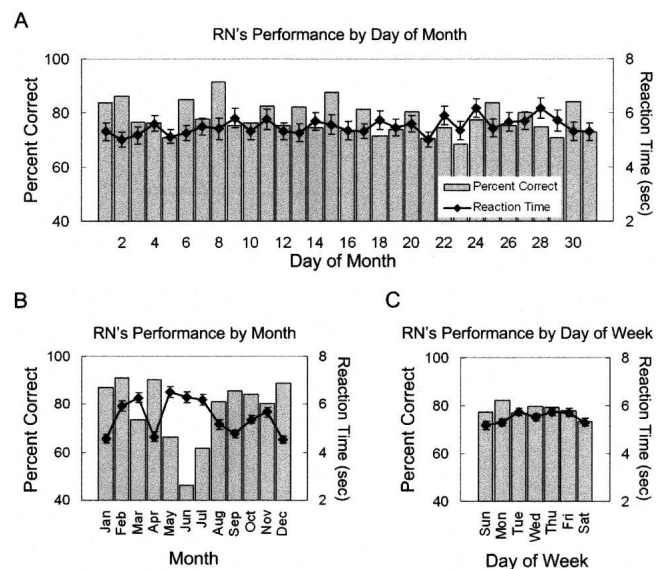 A
RN's Performance by Day of Month
Percent Correct
100
80
60
40
8
6
4
2
Reaction Time (sec)
Percent Correct
Reaction Time
2 4 6 8 10 12 14 16 18 20 22 24 26 28 30
Day of Month
B
RN's Performance by Month
Percent Correct
100
80
60
40
8
6
4
2
Reaction Time (sec)
Jan Feb Mar Apr May Jun Jul Aug Sep Oct Nov Dec
Month
C
RN's Performance by Day of Week
Percent Correct
100
80
60
40
8
6
4
2
Reaction Time (sec)
Sun Mon Tue Wed Thu Fri Sat
Day of Week